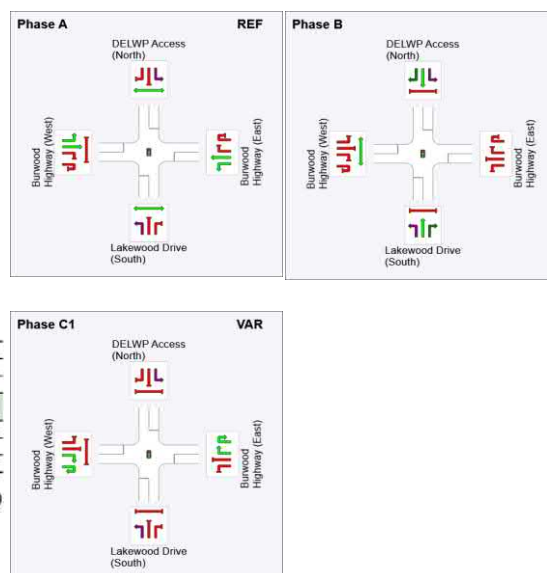 Phase A REF
DELWP Access
(North)
Burwood
Highway (West)
Burwood
Highway (East)
Lakewood Drive
(South)
Phase B
DELWP Access
(North)
Burwood
Highway (West)
Burwood
Highway (East)
Lakewood Drive
(South)
Phase C1 VAR
DELWP Access
(North)
Burwood
Highway (West)
Burwood
Highway (East)
Lakewood Drive
(South)